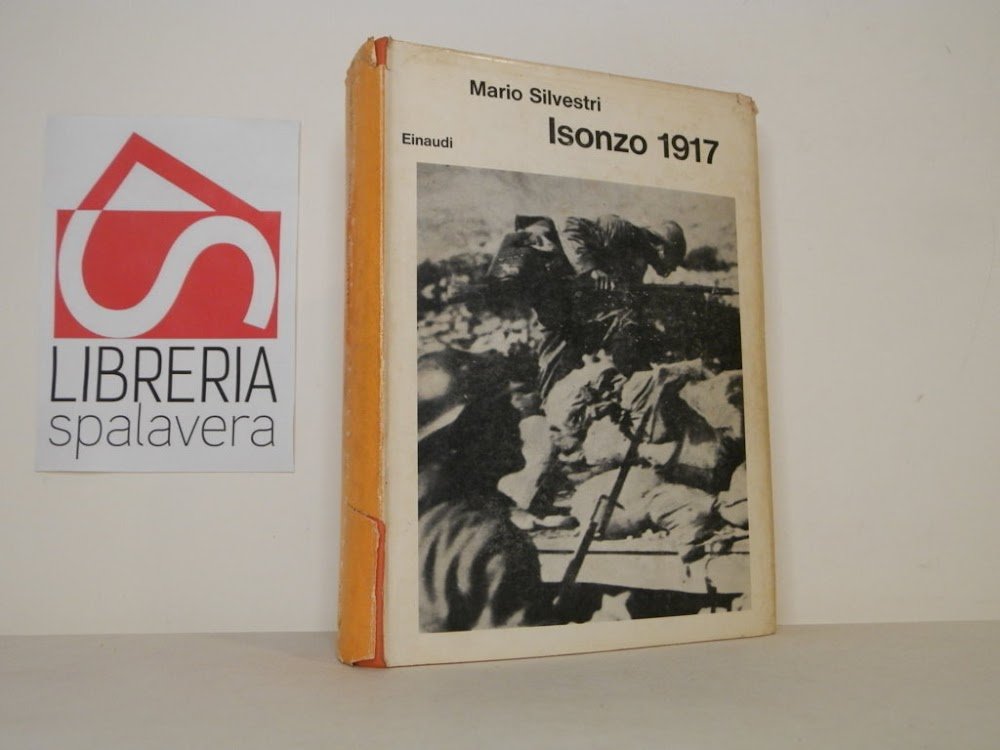 LIBRERIA
spalavera
Mario Silvestri
Isonzo 1917
Einaudi